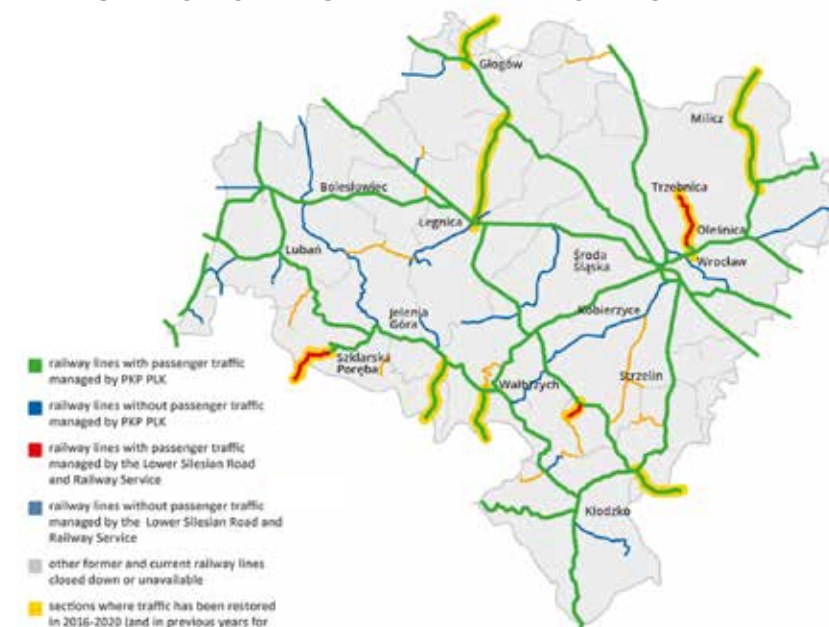 Głogów
Milicz
Trzebnica
Bolesławiec
Legnica
Oleśnica
Lubań
Środa
Śląska
Wrocław
Jelenia
Góra
Kobierzyce
Szklarska
Poręba
Wałbrzych
Strzelin
Kłodzko
railway lines with passenger traffic
managed by PKP PLK
railway lines without passenger traffic
managed by PKP PLK
railway lines with passenger traffic
managed by the Lower Silesian Road
and Railway Service
railway lines without passenger traffic
managed by the Lower Silesian Road and
Railway Service
other former and current railway lines
closed down or unavailable
sections where traffic has been restored
in 2016-2020 (and in previous years for